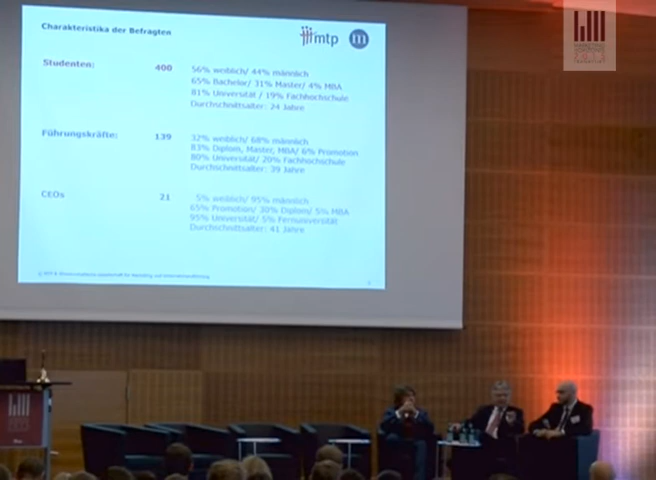 Charakteristika der Befragten
mtp m
Studenten: 400 56% weiblich/ 44% männlich
65% Bachelor/ 31% Master/ 4% MBA
81% Universität / 19% Fachhochschule
Durchschnittsalter: 24 Jahre
Führungskräfte: 139 32% weiblich/ 68% männlich
83% Diplom, Master, MBA/ 6% Promotion
80% Universität/ 20% Fachhochschule
Durchschnittsalter: 39 Jahre
CEOs 21 5% weiblich/ 95% männlich
65% Promotion/ 30% Diplom/ 5% MBA
95% Universität/ 5% Fernuniversität
Durchschnittsalter: 41 Jahre